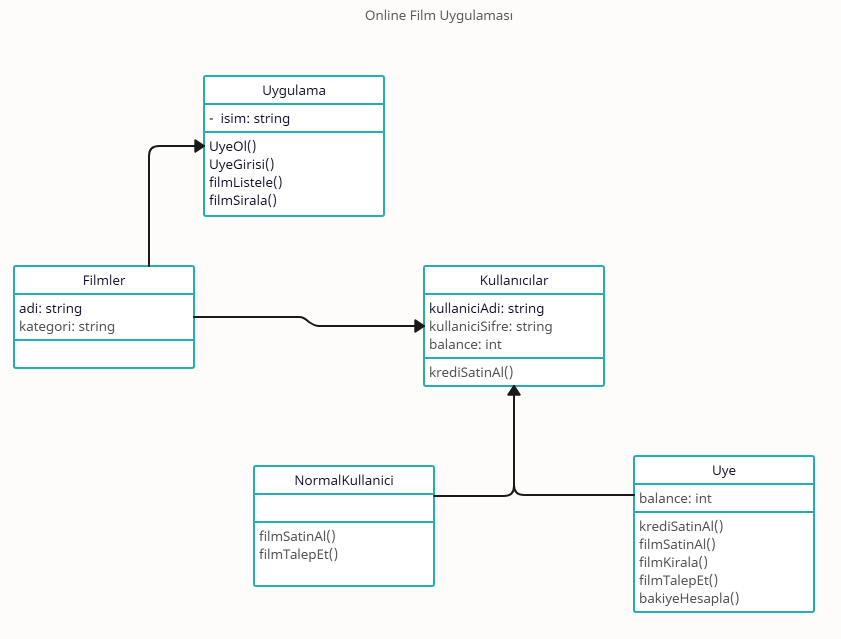 Online Film Uygulaması
Uygulama
- isim: string
UyeOl()
UyeGirisi()
filmListele()
filmSirala()
Filmler
adi: string
kategori: string
Kullanıcılar
kullaniciAdi: string
kullaniciSifre: string
balance: int
krediSatinAl()
NormalKullanici
filmSatinAl()
filmTalepEt()
Uye
balance: int
krediSatinAl()
filmSatinAl()
filmKirala()
filmTalepEt()
bakiyeHesapla()